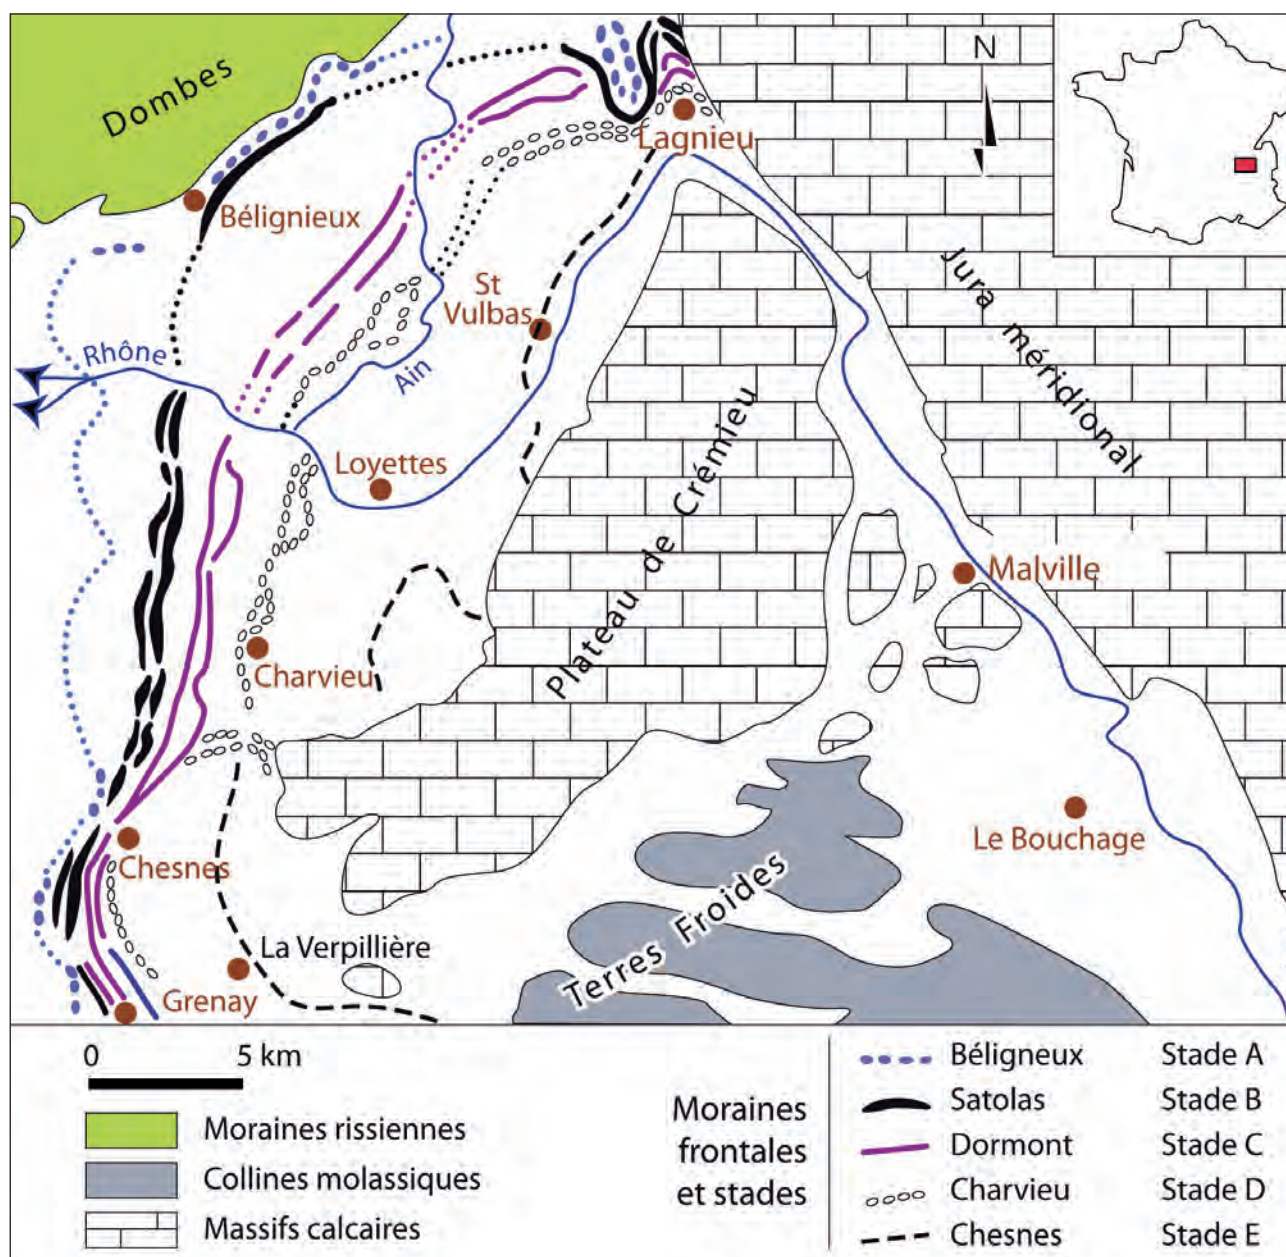 Dombes
N
Lagnieu
Bélignieux
St
Vulbas
Jura méridional
Rhône
Ain
Loyettes
Plateau de Crémieu
Malville
Charvieu
Le Bouchage
Chesnes
Terres Froides
La Verpillière
Grenay
0 5 km
Moraines rissiennes
Collines molassiques
Massifs calcaires
Moraines
frontales
et stades
Béligneux Stade A
Satolas Stade B
Dormont Stade C
Charvieu Stade D
Chesnes Stade E